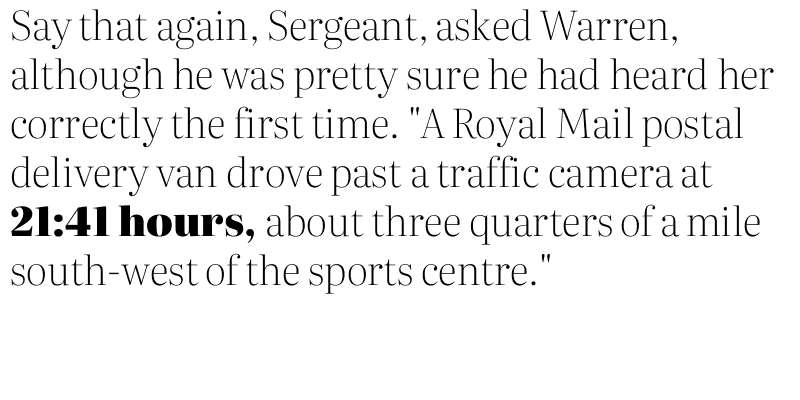 Say that again, Sergeant, asked Warren,
although he was pretty sure he had heard her
correctly the first time. "A Royal Mail postal
delivery van drove past a traffic camera at
21:41 hours, about three quarters of a mile
south-west of the sports centre."